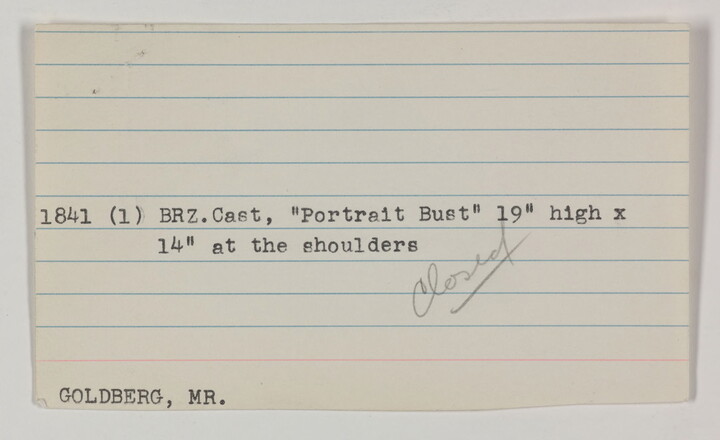 1841 (1) BRZ.Cast, "Portrait Bust" 19" high x
14" at the shoulders
Closed
GOLDBERG, MR.